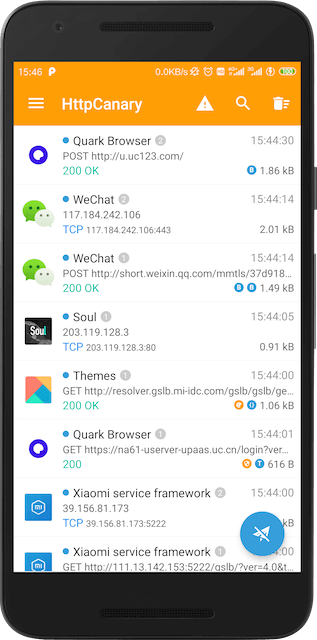 15:46 P 0.0KB/s 4G 3G 100
HttpCanary
Quark Browser 2 15:44:30
POST http://u.uc123.com/
200 OK B 1.86 kB
WeChat 2 15:44:14
117.184.242.106
TCP 117.184.242.106:443 2.01 kB
WeChat 1 15:44:14
POST http://short.weixin.qq.com/mmtls/37d918...
200 OK B B 1.49 kB
Soul 1 15:44:05
Soul
203.119.128.3
TCP 203.119.128.3:80 0.91 kB
Themes 1 15:44:00
GET http://resolver.gslb.mi-idc.com/gslb/gslb/ge...
200 OK 1.06 kB
Quark Browser 1 15:44:01
GET https://na61-userver-upaas.uc.cn/login?ver...
200 T 616 B
Xiaomi service framework 2 15:44:00
39.156.81.173
TCP 39.156.81.173:5222
Xiaomi service framework 1 :00
GET http://111.13.142.153:5222/gslb/?ver=4.0&t